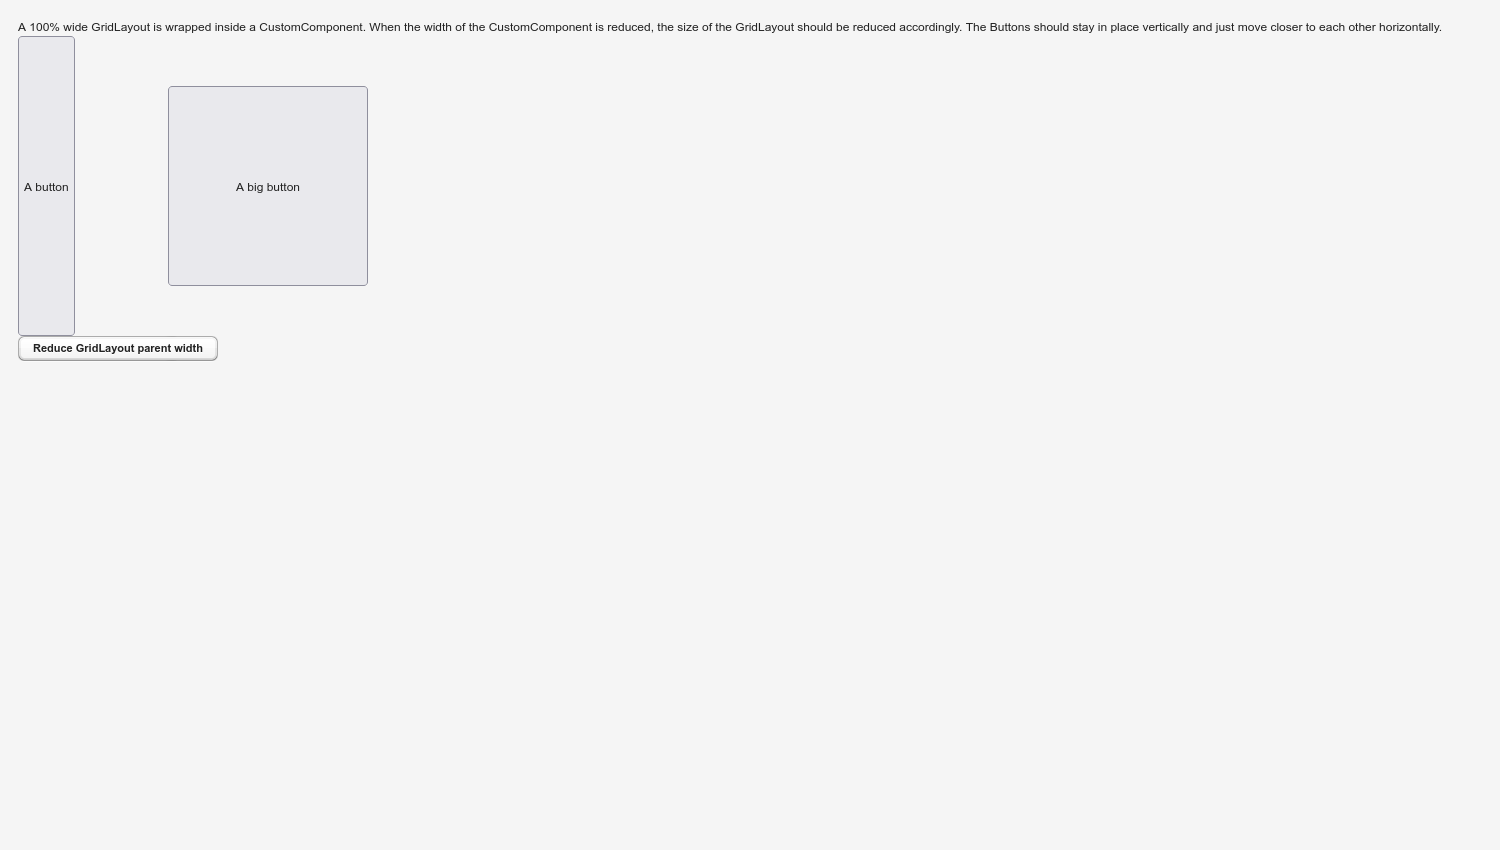 A 100% wide GridLayout is wrapped inside a CustomComponent. When the width of the CustomComponent is reduced, the size of the GridLayout should be reduced accordingly. The Buttons should stay in place vertically and just move closer to each other horizontally.
A button
A big button
Reduce GridLayout parent width